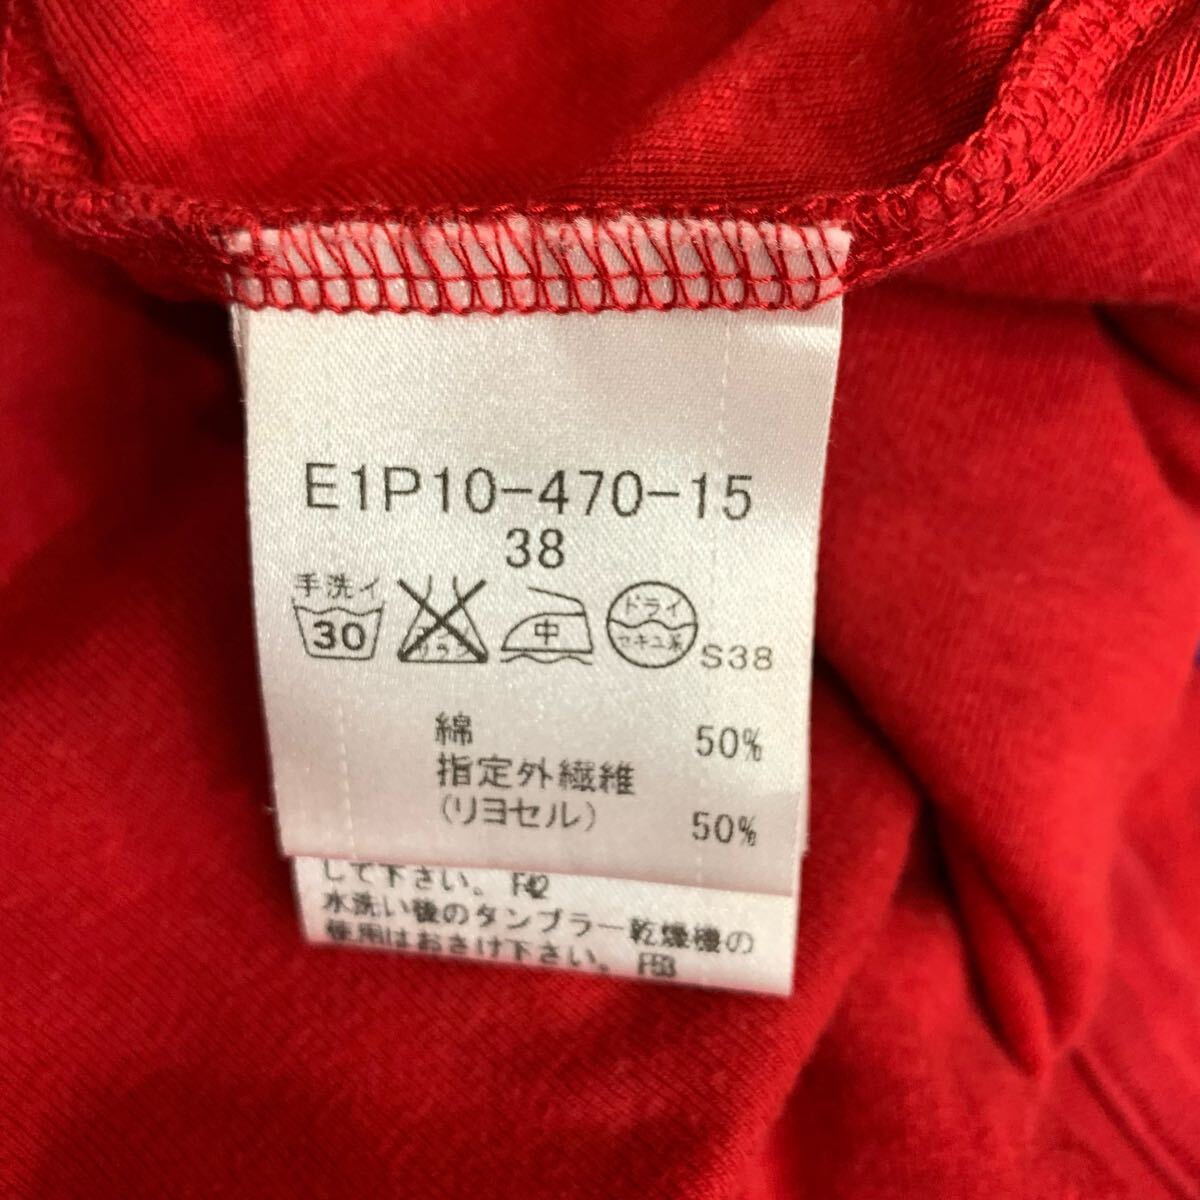 E1P10-470-15
38
手洗イ
30
中
ドライ
セキユ系
S38
綿 50%
指定外繊維
(リヨセル) 50%
して下さい。 F42
水洗い後のタンブラー乾燥機の
使用はおさけ下さい。 F53